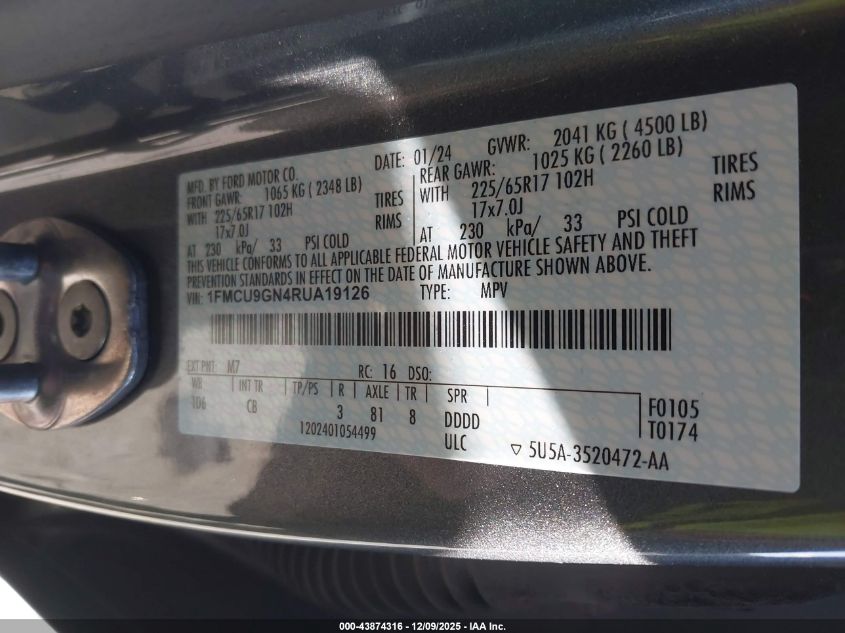 MFD. BY FORD MOTOR CO. DATE: 01/24 GVWR: 2041 KG ( 4500 LB)
FRONT GAWR: 1065 KG ( 2348 LB) REAR GAWR: 1025 KG ( 2260 LB)
WITH 225/65R17 102H TIRES WITH 225/65R17 102H TIRES
17x7.0J RIMS 17x7.0J RIMS
AT 230 kPa/ 33 PSI COLD AT 230 kPa/ 33 PSI COLD
THIS VEHICLE CONFORMS TO ALL APPLICABLE FEDERAL MOTOR VEHICLE SAFETY AND THEFT
PREVENTION STANDARDS IN EFFECT ON THE DATE OF MANUFACTURE SHOWN ABOVE.
VIN: 1FMCU9GN4RUA19126 TYPE: MPV
EXT PNT: M7 RC: 16 DSO:
WB INT TR TP/PS R AXLE TR SPR
1D6 CB 3 81 8 DDDD F0105
1202401054499 ULC T0174
▽ 5U5A-3520472-AA
000-43874316 - 12/09/2025 - IAA Inc.